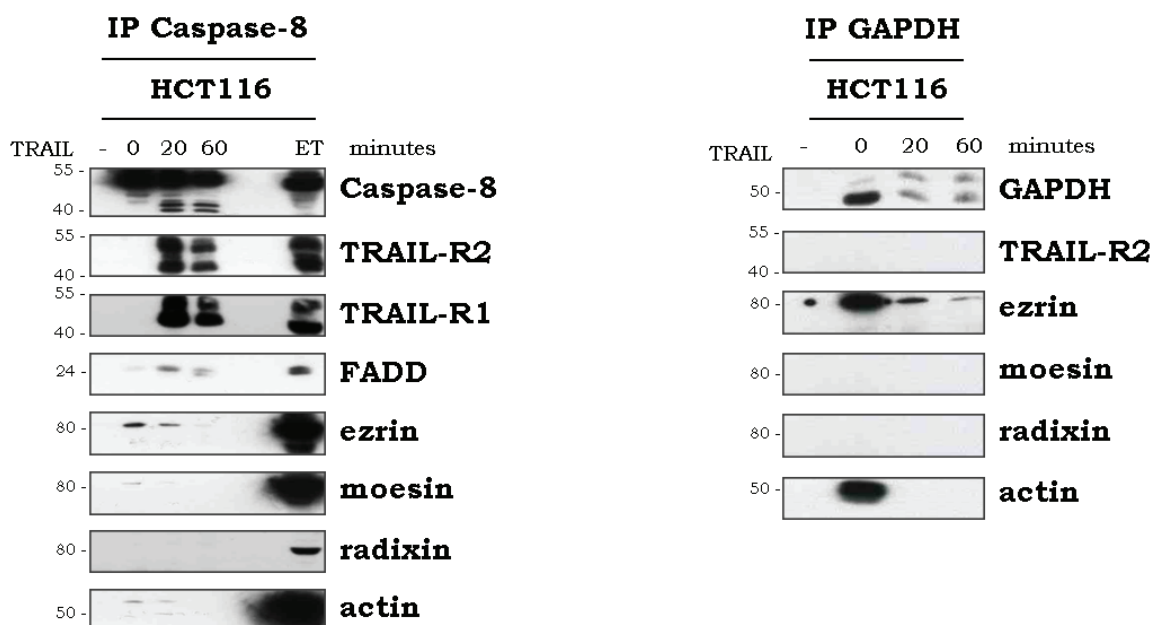 IP Caspase-8
HCT116
TRAIL - 0 20 60 ET minutes
55 -
40 -
Caspase-8
55 -
40 -
TRAIL-R2
55 -
40 -
TRAIL-R1
24 -
FADD
80 -
ezrin
80 -
moesin
80 -
radixin
50 -
actin
IP GAPDH
HCT116
TRAIL - 0 20 60 minutes
50 -
GAPDH
55 -
40 -
TRAIL-R2
80 -
ezrin
80 -
moesin
80 -
radixin
50 -
actin